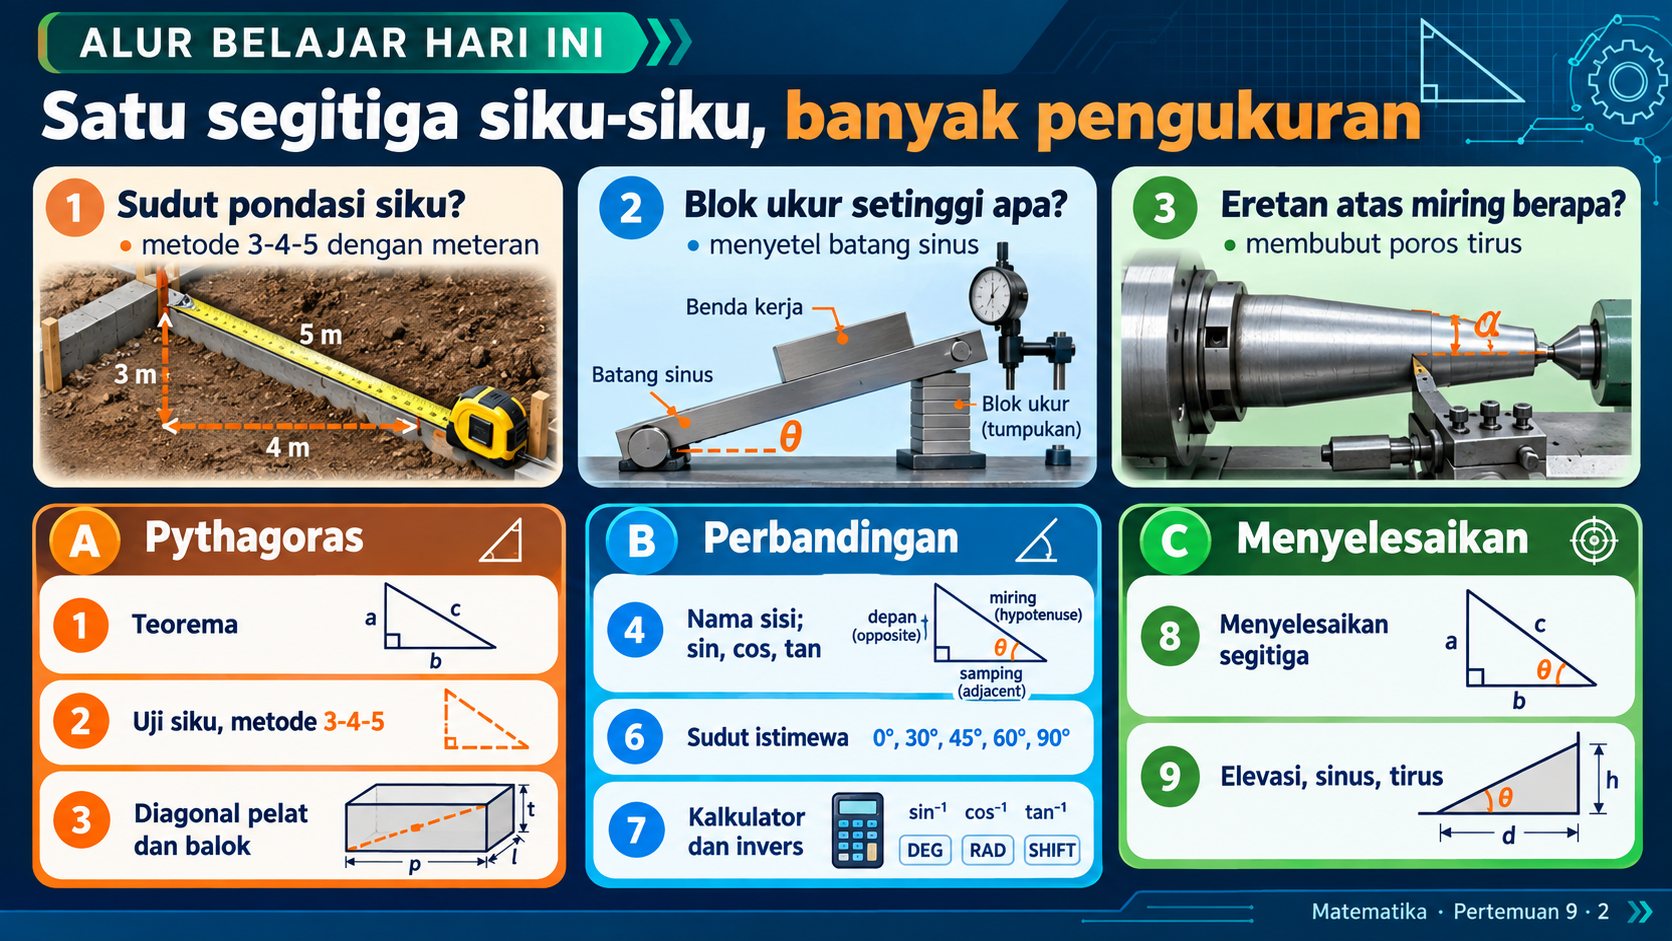 ALUR BELAJAR HARI INI
Satu segitiga siku-siku, banyak pengukuran
1 Sudut pondasi siku?
• metode 3-4-5 dengan meteran
5 m
3 m
4 m
2 Blok ukur setinggi apa?
• menyetel batang sinus
Benda kerja
Batang sinus
Blok ukur
(tumpukan)
θ
3 Eretan atas miring berapa?
• membubut poros tirus
α
A Pythagoras
1 Teorema
a
c
b
2 Uji siku, metode 3-4-5
3 Diagonal pelat
dan balok
t
l
p
B Perbandingan
4 Nama sisi;
sin, cos, tan
depan
(opposite)
miring
(hypotenuse)
θ
samping
(adjacent)
6 Sudut istimewa 0°, 30°, 45°, 60°, 90°
7 Kalkulator
dan invers
sin⁻¹ cos⁻¹ tan⁻¹
DEG RAD SHIFT
C Menyelesaikan
8 Menyelesaikan
segitiga
a
c
θ
b
9 Elevasi, sinus, tirus
θ
h
d
Matematika · Pertemuan 9 · 2